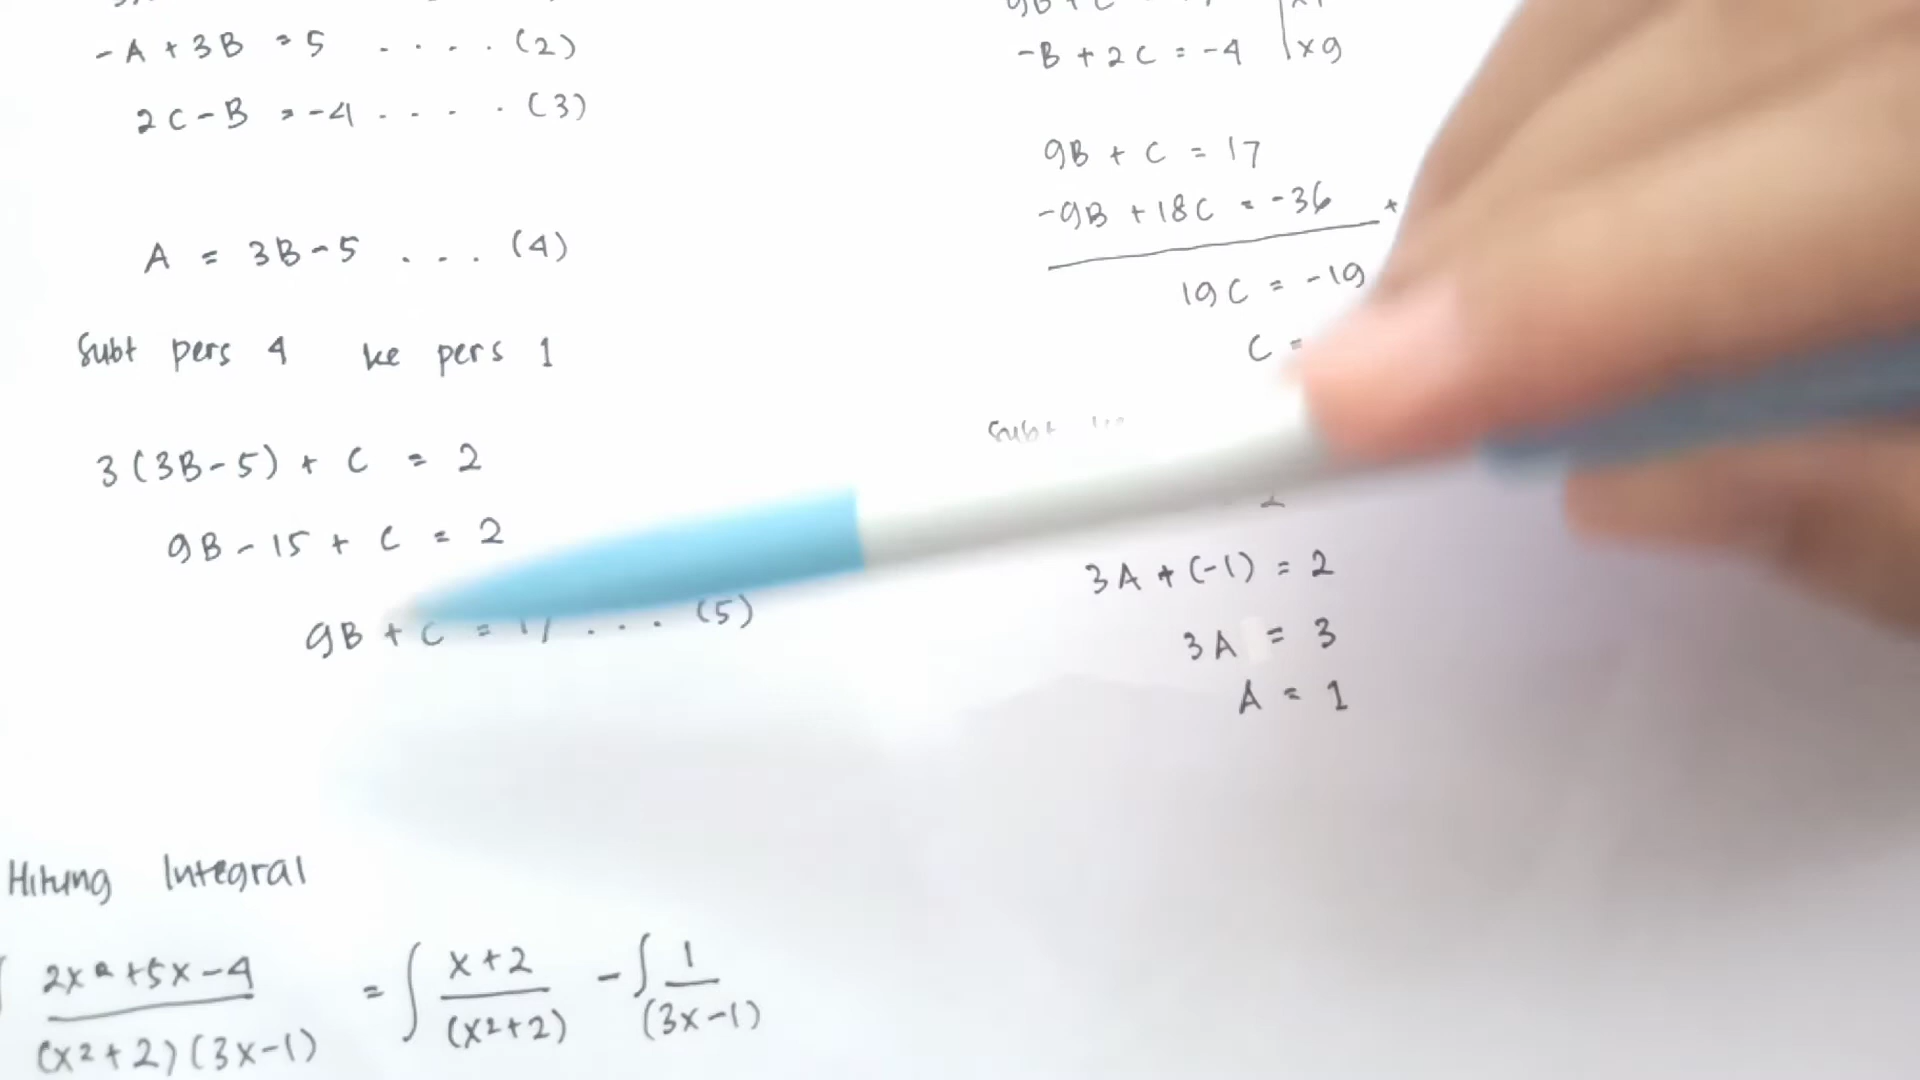 -A + 3B = 5 . . . . (2)
2C - B = -4 . . . . (3)
A = 3B - 5 . . . (4)
Subt pers 4 ke pers 1
3(3B - 5) + C = 2
9B - 15 + C = 2
9B + C = 17 . . . (5)
-B + 2C = -4 | x9
9B + C = 17
-9B + 18C = -36 +
19C = -19
C =
Subt
3A + (-1) = 2
3A = 3
A = 1
Hitung Integral
∫ 2x² + 5x - 4 / (x² + 2)(3x - 1) = ∫ x + 2 / (x² + 2) - ∫ 1 / (3x - 1)